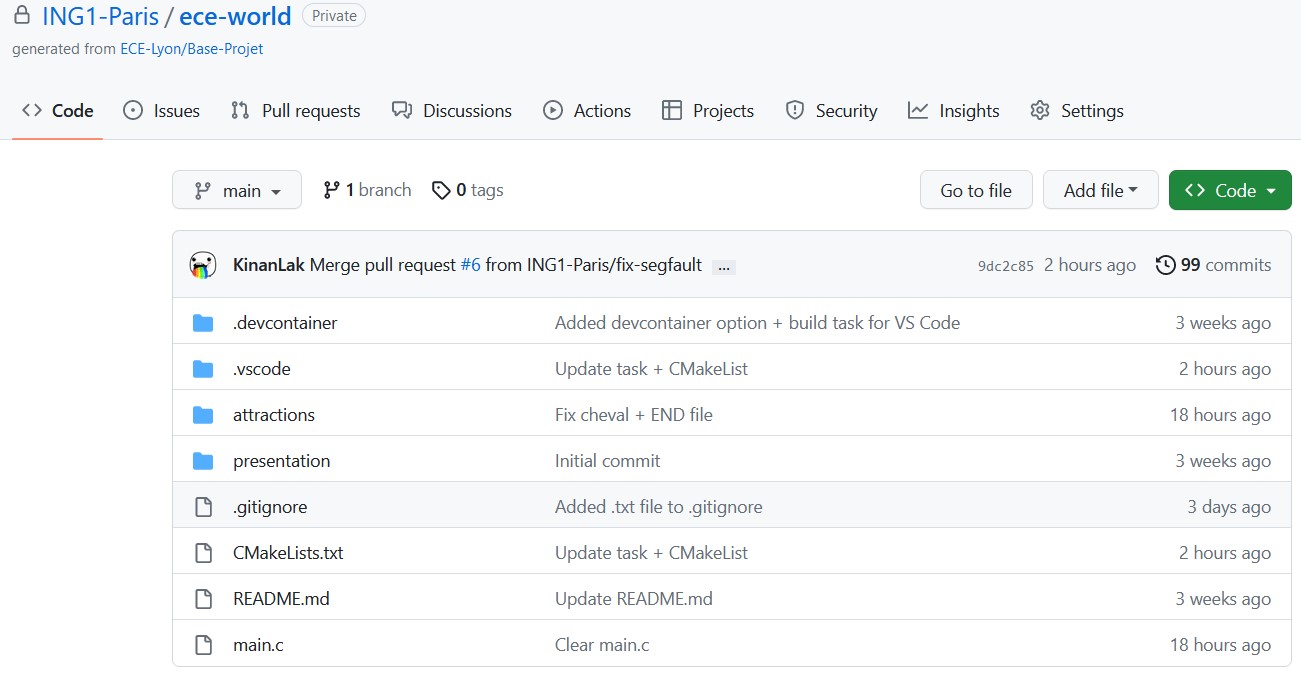 ING1-Paris / ece-world Private
generated from ECE-Lyon/Base-Projet
Code Issues Pull requests Discussions Actions Projects Security Insights Settings
main 1 branch 0 tags Go to file Add file Code
KinanLak Merge pull request #6 from ING1-Paris/fix-segfault ... 9dc2c85 2 hours ago 99 commits
.devcontainer Added devcontainer option + build task for VS Code 3 weeks ago
.vscode Update task + CMakeList 2 hours ago
attractions Fix cheval + END file 18 hours ago
presentation Initial commit 3 weeks ago
.gitignore Added .txt file to .gitignore 3 days ago
CMakeLists.txt Update task + CMakeList 2 hours ago
README.md Update README.md 3 weeks ago
main.c Clear main.c 18 hours ago